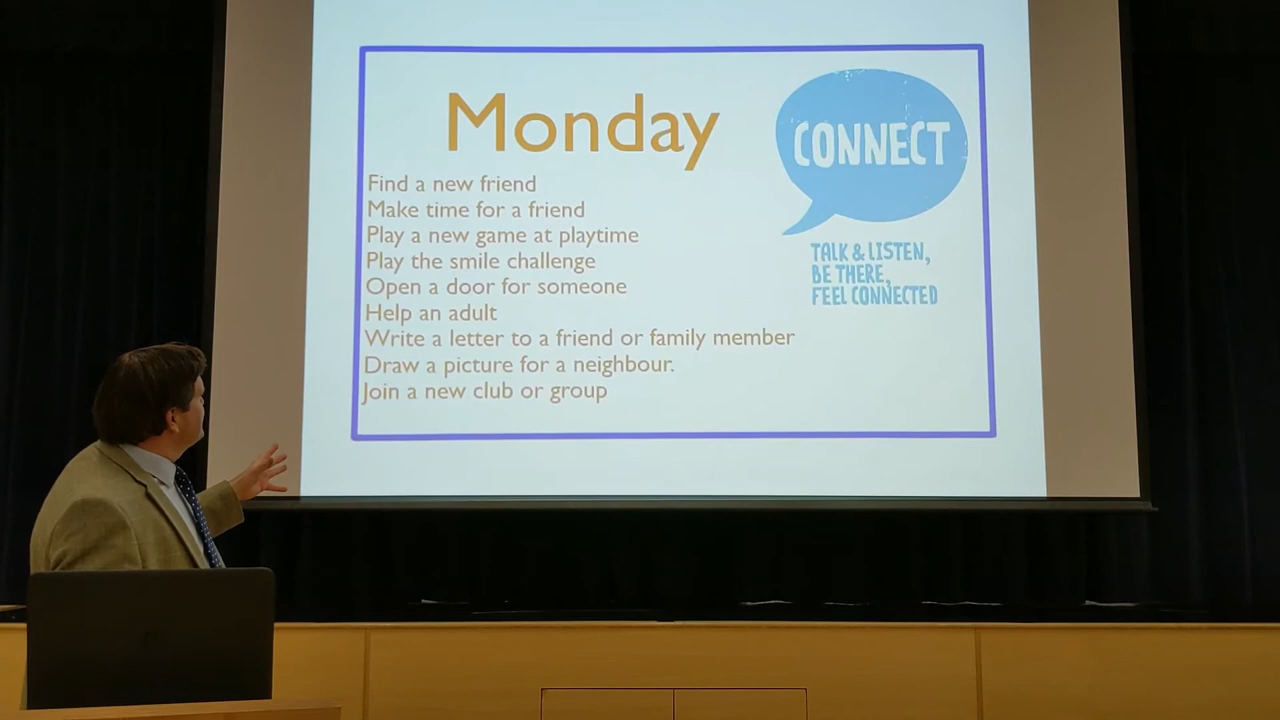 Monday
Find a new friend
Make time for a friend
Play a new game at playtime
Play the smile challenge
Open a door for someone
Help an adult
Write a letter to a friend or family member
Draw a picture for a neighbour.
Join a new club or group
CONNECT
TALK & LISTEN,
BE THERE,
FEEL CONNECTED